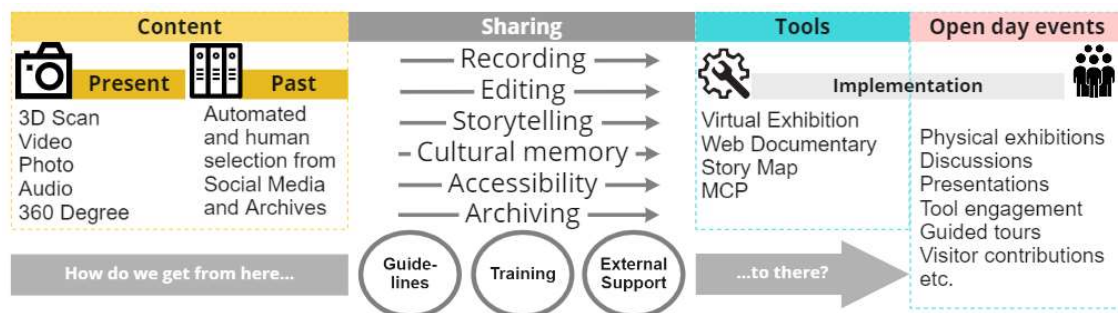 Content
Sharing
Tools
Open day events
Present
Past
Implementation
3D Scan
Video
Photo
Audio
360 Degree
Automated
and human
selection from
Social Media
and Archives
Recording
Editing
Storytelling
Cultural memory
Accessibility
Archiving
Virtual Exhibition
Web Documentary
Story Map
MCP
Physical exhibitions
Discussions
Presentations
Tool engagement
Guided tours
Visitor contributions
etc.
How do we get from here...
Guide-
lines
Training
External
Support
...to there?